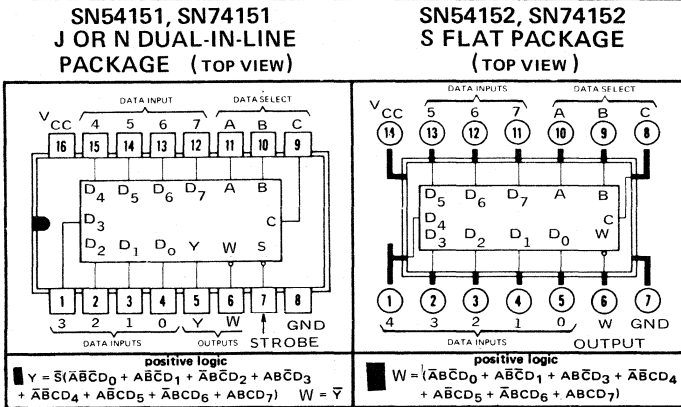 SN54151, SN74151
J OR N DUAL-IN-LINE
PACKAGE (TOP VIEW)
DATA INPUT DATA SELECT
VCC 4 5 6 7 A B C
16 15 14 13 12 11 10 9
D4 D5 D6 D7 A B
D3 C
D2 D1 D0 Y W S
1 2 3 4 5 6 7 8
3 2 1 0 Y W GND
DATA INPUTS OUTPUTS STROBE
positive logic
Y = S̄(ĀB̄C̄D0 + AB̄C̄D1 + ĀBC̄D2 + ABC̄D3
+ ĀB̄CD4 + AB̄CD5 + ĀBCD6 + ABCD7) W = Ȳ
SN54152, SN74152
S FLAT PACKAGE
(TOP VIEW)
DATA INPUTS DATA SELECT
VCC 5 6 7 A B C
14 13 12 11 10 9 8
D5 D6 D7 A B
D4 C
D3 D2 D1 D0 W
1 2 3 4 5 6 7
4 3 2 1 0 W GND
DATA INPUTS OUTPUT
positive logic
W = (ĀB̄C̄D0 + AB̄C̄D1 + ABC̄D3 + ĀB̄CD4
+ AB̄CD5 + ĀBCD6 + ABCD7)